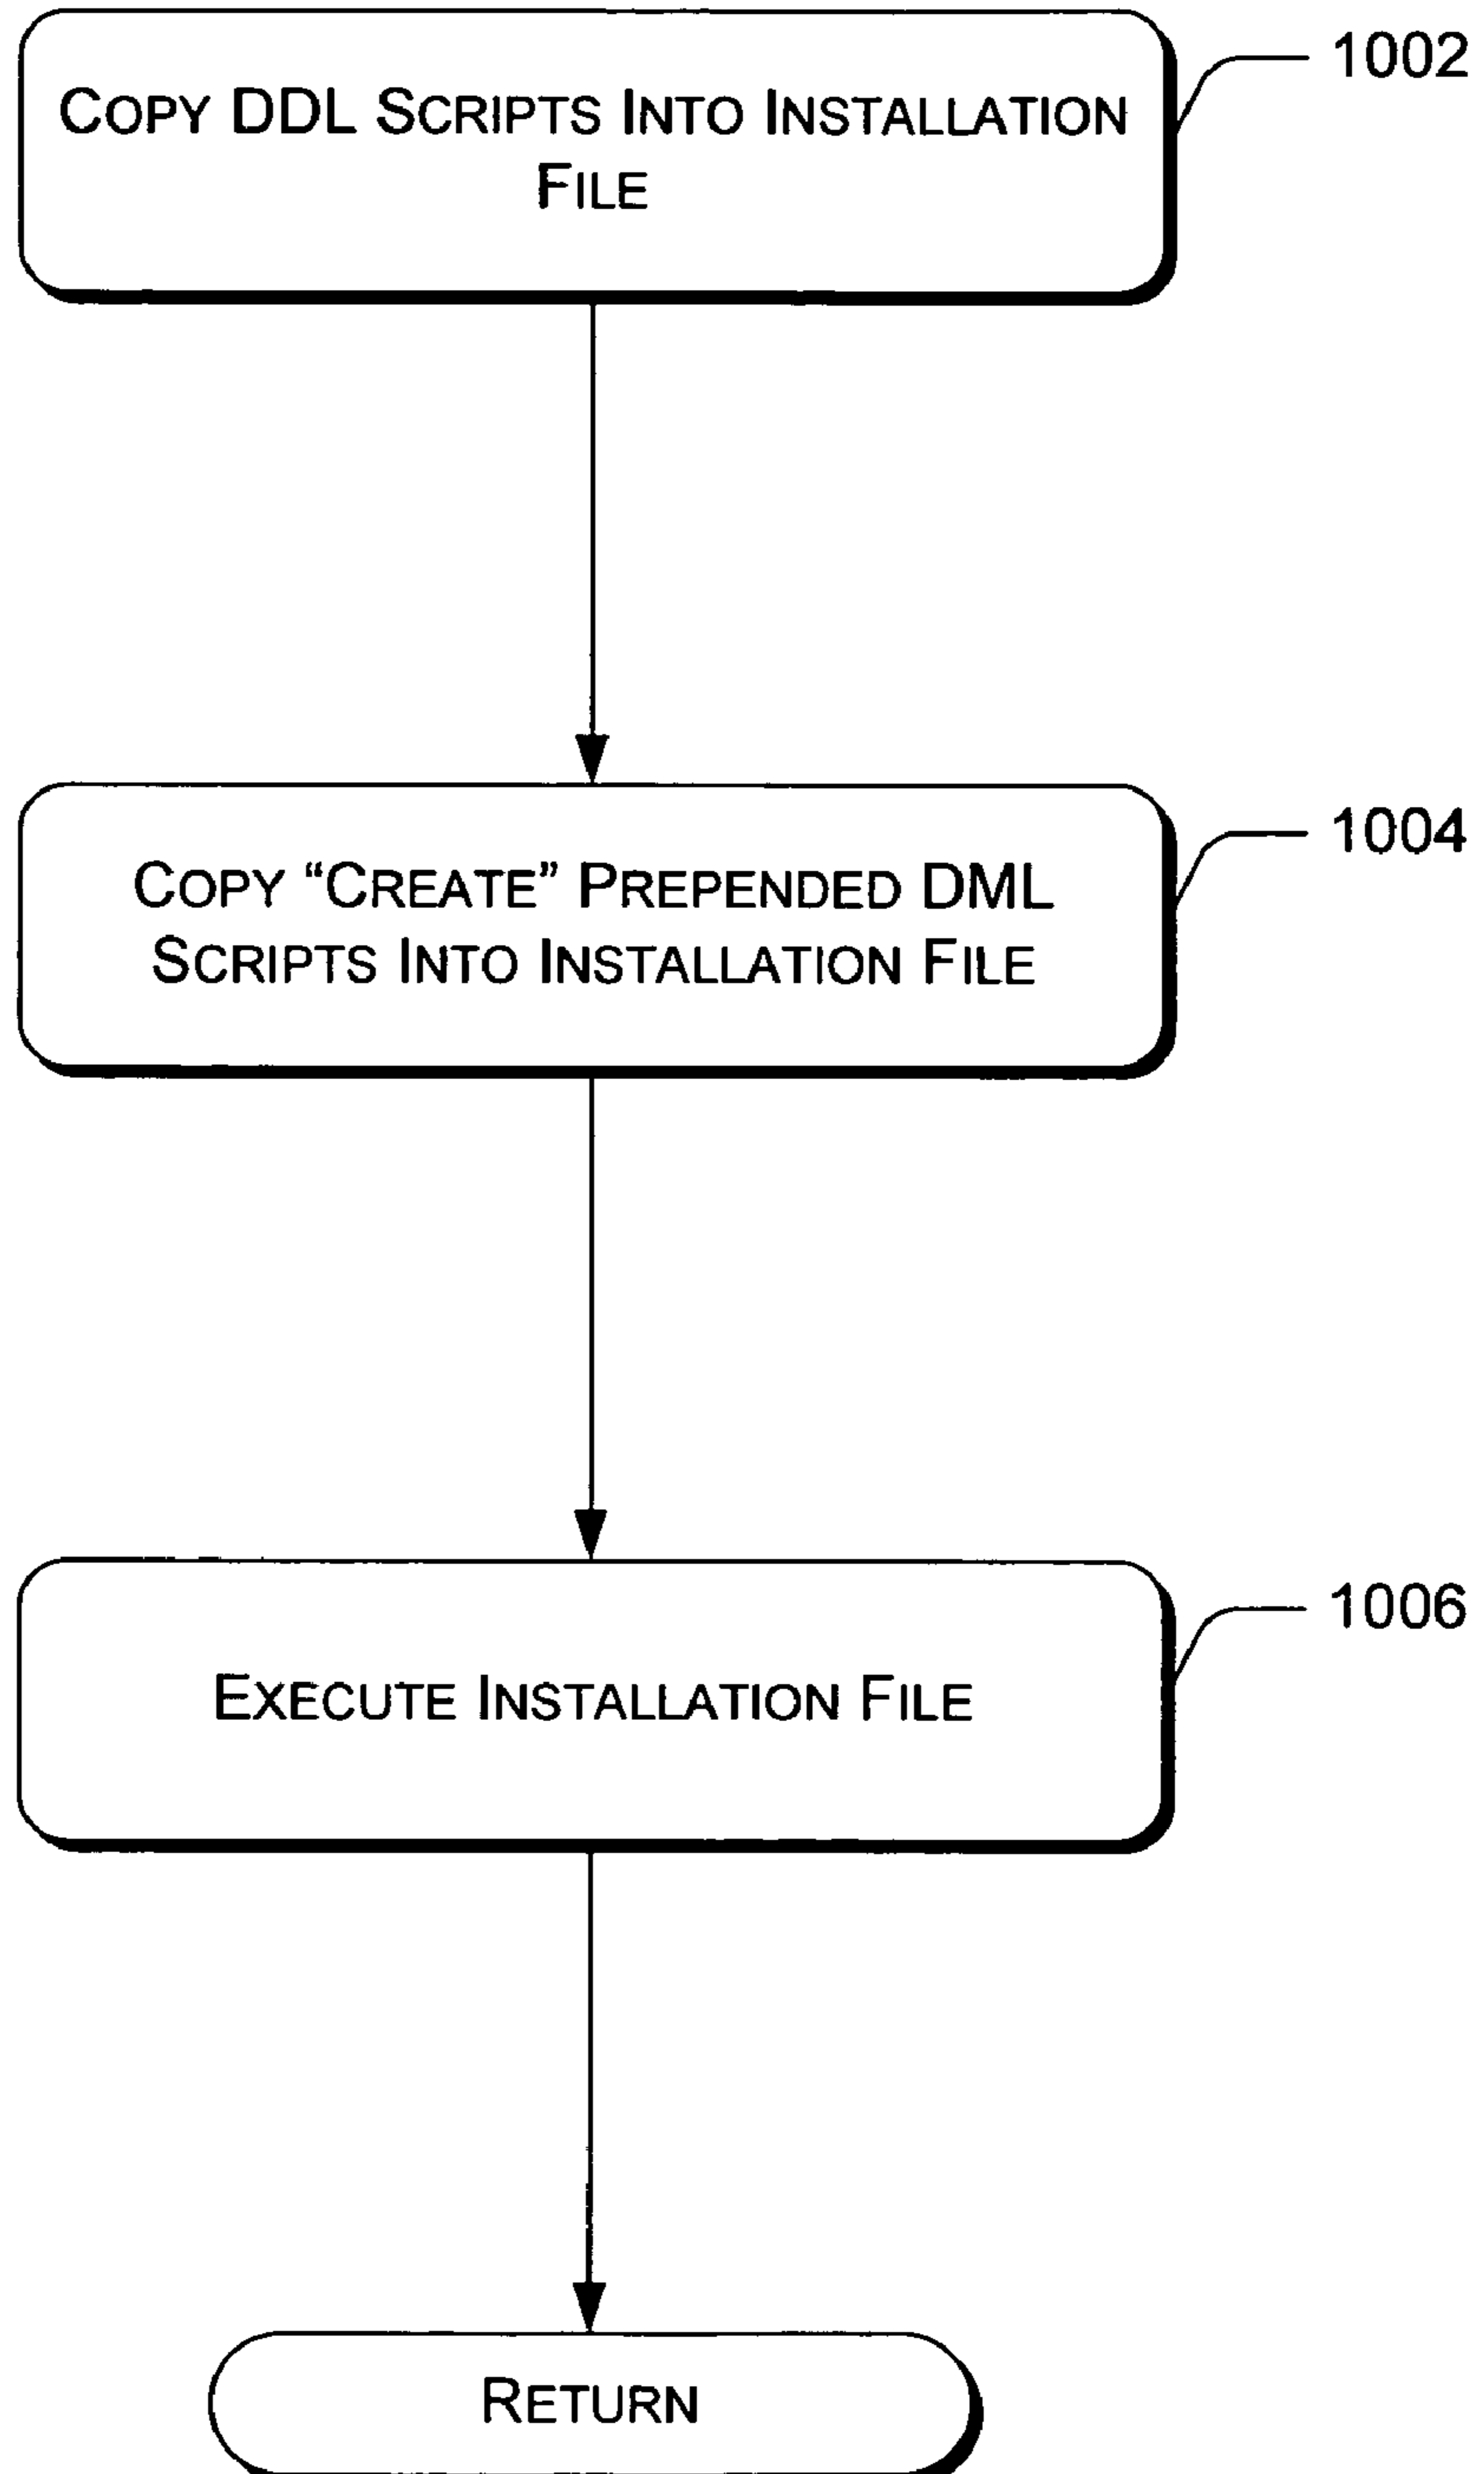 1002
COPY DDL SCRIPTS INTO INSTALLATION
FILE
1004
COPY “CREATE” PREPENDED DML
SCRIPTS INTO INSTALLATION FILE
1006
EXECUTE INSTALLATION FILE
RETURN